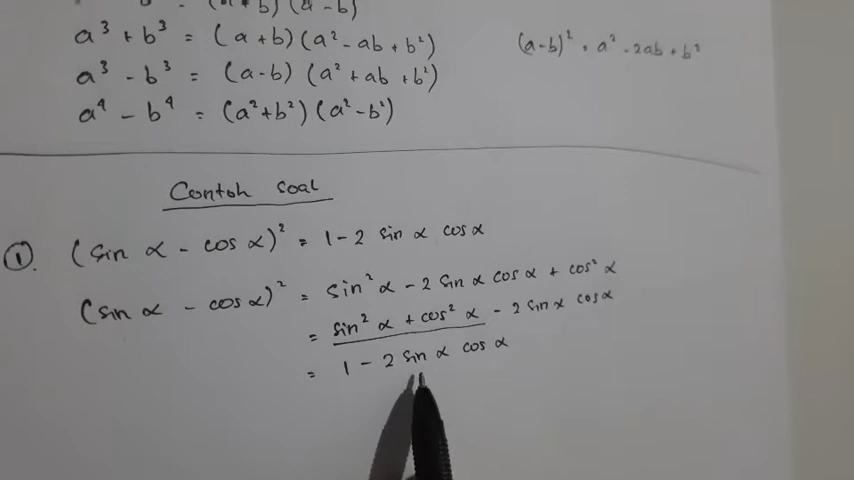 b = (a + b) (a - b)
a³ + b³ = (a + b) (a² - ab + b²)
(a - b)² = a² - 2ab + b²
a³ - b³ = (a - b) (a² + ab + b²)
a⁴ - b⁴ = (a² + b²) (a² - b²)
Contoh Soal
①. (sin α - cos α)² = 1 - 2 sin α cos α
(sin α - cos α)² = sin² α - 2 sin α cos α + cos² α
= sin² α + cos² α - 2 sin α cos α
= 1 - 2 sin α cos α